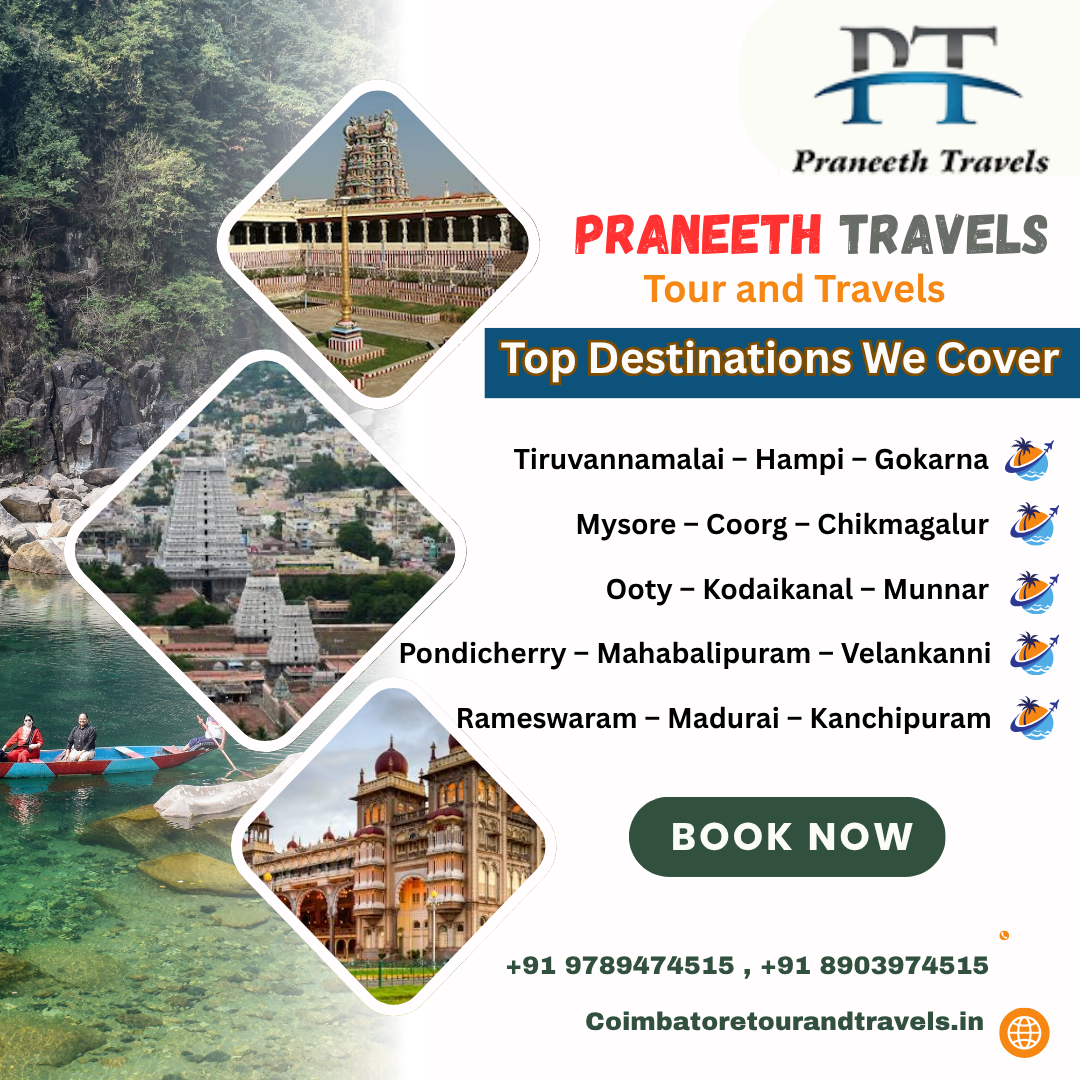 PT
Praneeth Travels
PRANEETH TRAVELS
Tour and Travels
Top Destinations We Cover
Tiruvannamalai – Hampi – Gokarna
Mysore – Coorg – Chikmagalur
Ooty – Kodaikanal – Munnar
Pondicherry – Mahabalipuram – Velankanni
Rameswaram – Madurai – Kanchipuram
BOOK NOW
+91 9789474515 , +91 8903974515
Coimbatoretourandtravels.in